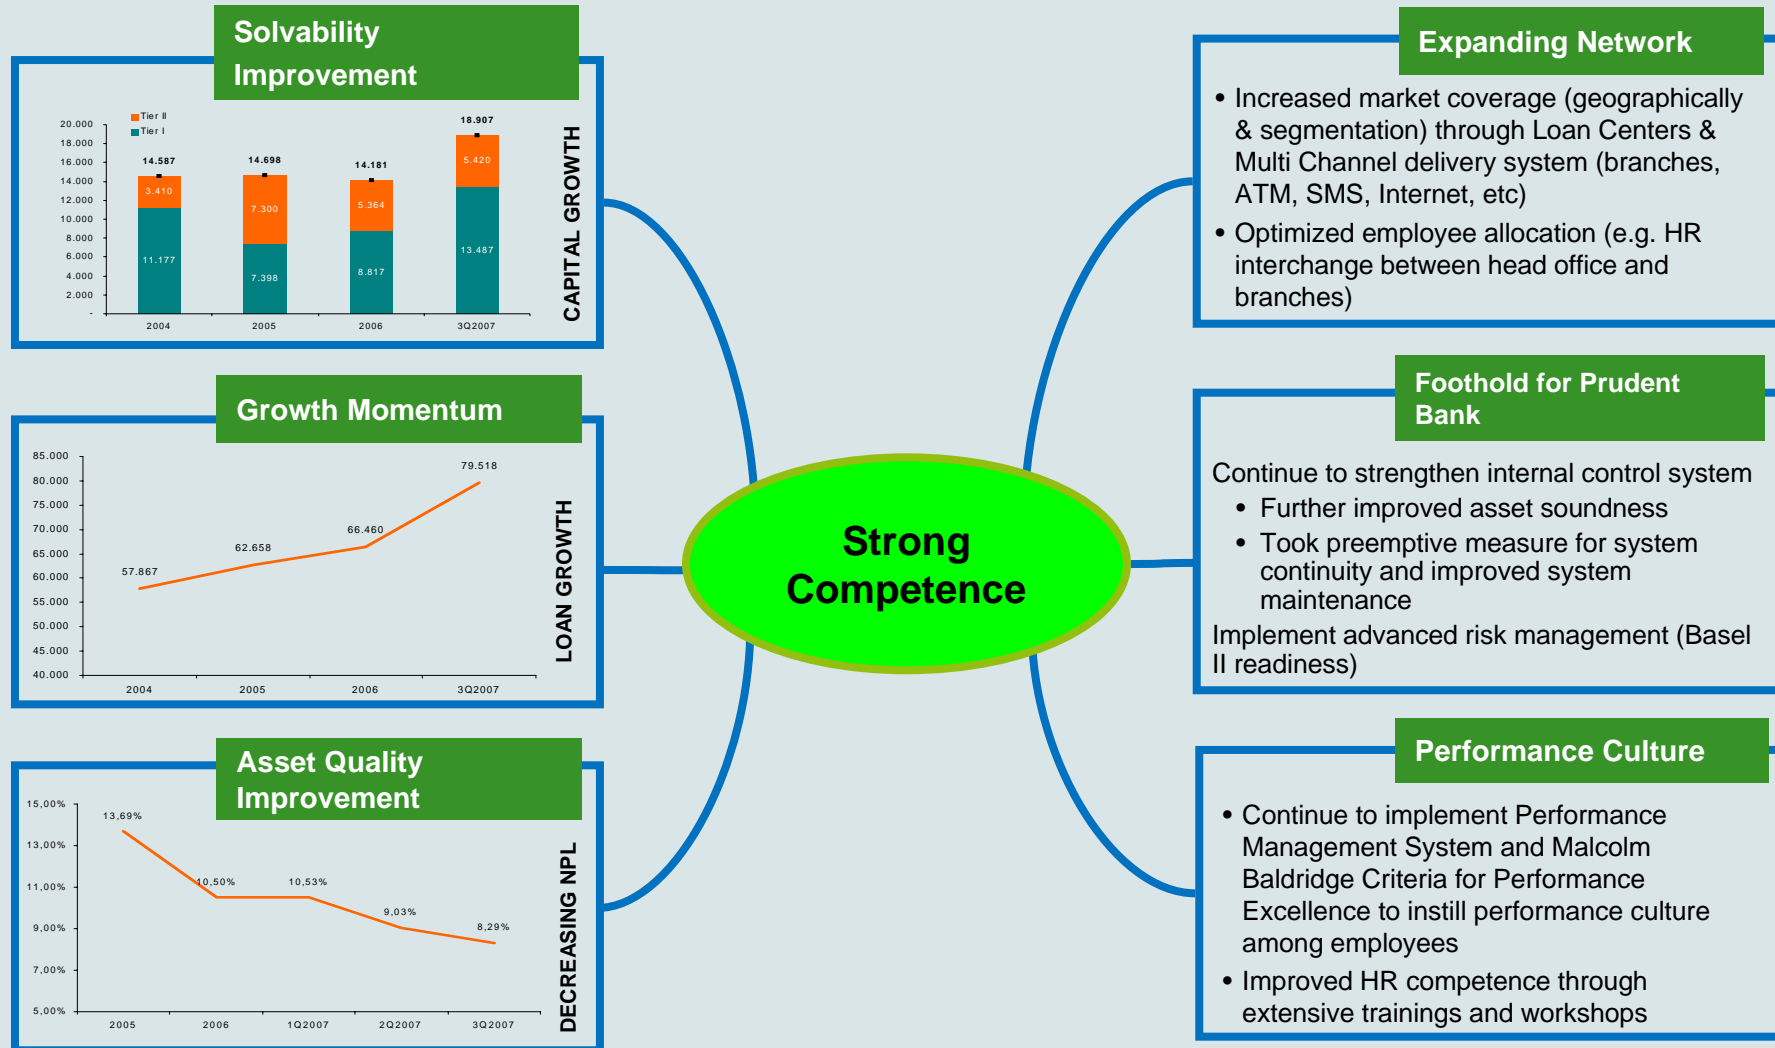 Solvability
Improvement
Tier II
Tier I
20.000
18.000
16.000
14.000
12.000
10.000
8.000
6.000
4.000
2.000
-
14.587
3.410
11.177
14.698
7.300
7.398
14.181
5.364
8.817
18.907
5.420
13.487
2004
2005
2006
3Q2007
CAPITAL GROWTH
Growth Momentum
85.000
80.000
75.000
70.000
65.000
60.000
55.000
50.000
45.000
40.000
57.867
62.658
66.460
79.518
2004
2005
2006
3Q2007
LOAN GROWTH
Asset Quality
Improvement
15,00%
13,00%
11,00%
9,00%
7,00%
5,00%
13,69%
10,50%
10,53%
9,03%
8,29%
2005
2006
1Q2007
2Q2007
3Q2007
DECREASING NPL
Strong
Competence
Expanding Network
• Increased market coverage (geographically
& segmentation) through Loan Centers &
Multi Channel delivery system (branches,
ATM, SMS, Internet, etc)
• Optimized employee allocation (e.g. HR
interchange between head office and
branches)
Foothold for Prudent
Bank
Continue to strengthen internal control system
• Further improved asset soundness
• Took preemptive measure for system
continuity and improved system
maintenance
Implement advanced risk management (Basel
II readiness)
Performance Culture
• Continue to implement Performance
Management System and Malcolm
Baldridge Criteria for Performance
Excellence to instill performance culture
among employees
• Improved HR competence through
extensive trainings and workshops